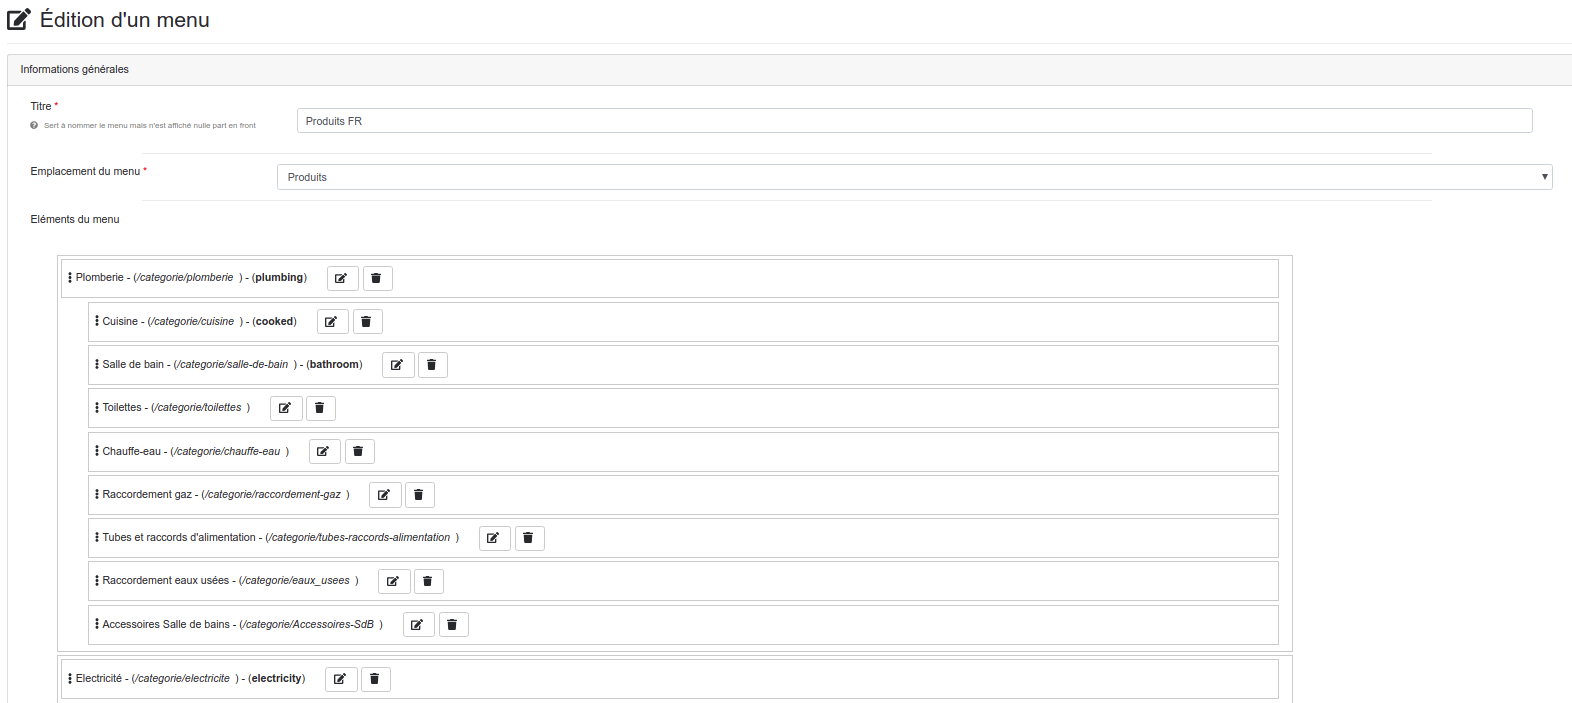 Édition d'un menu
Informations générales
Titre *
Sert à nommer le menu mais n'est affiché nulle part en front
Produits FR
Emplacement du menu *
Produits
Eléments du menu
Plomberie - (/categorie/plomberie ) - (plumbing)
Cuisine - (/categorie/cuisine ) - (cooked)
Salle de bain - (/categorie/salle-de-bain ) - (bathroom)
Toilettes - (/categorie/toilettes )
Chauffe-eau - (/categorie/chauffe-eau )
Raccordement gaz - (/categorie/raccordement-gaz )
Tubes et raccords d'alimentation - (/categorie/tubes-raccords-alimentation )
Raccordement eaux usées - (/categorie/eaux_usees )
Accessoires Salle de bains - (/categorie/Accessoires-SdB )
Electricité - (/categorie/electricite ) - (electricity)